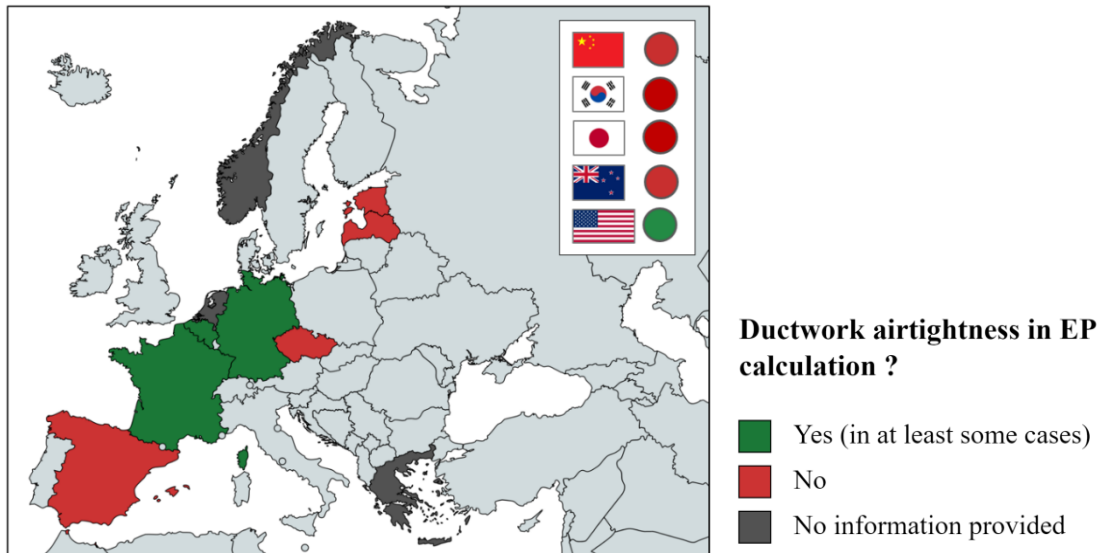 Ductwork airtightness in EP
calculation ?
Yes (in at least some cases)
No
No information provided